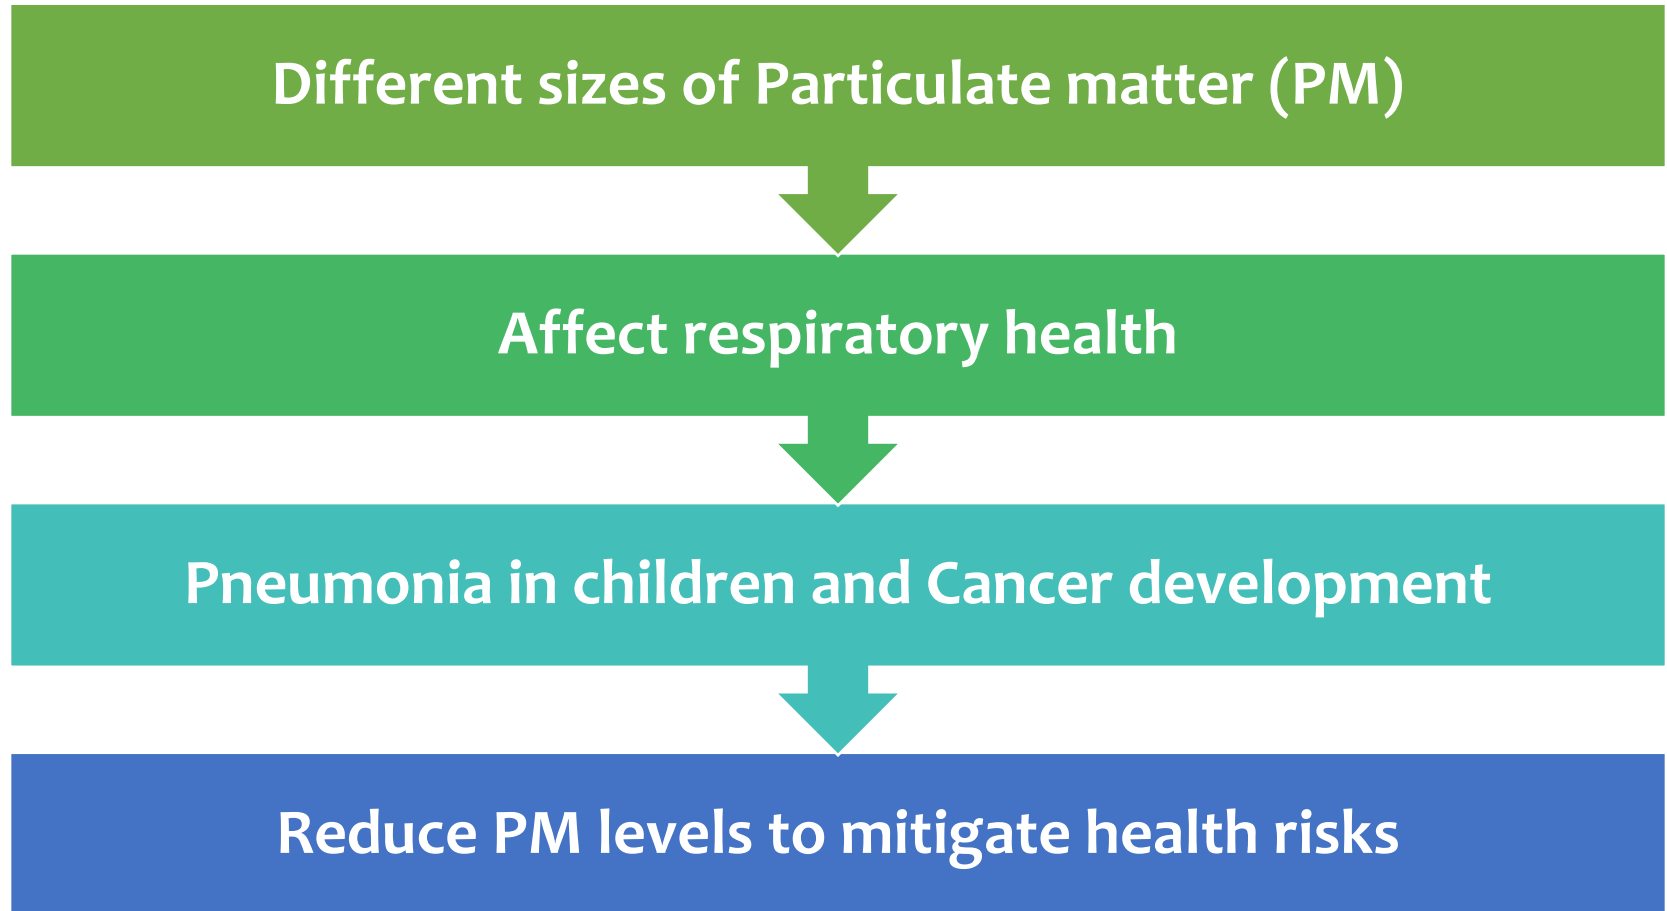 Different sizes of Particulate matter (PM)
Affect respiratory health
Pneumonia in children and Cancer development
Reduce PM levels to mitigate health risks